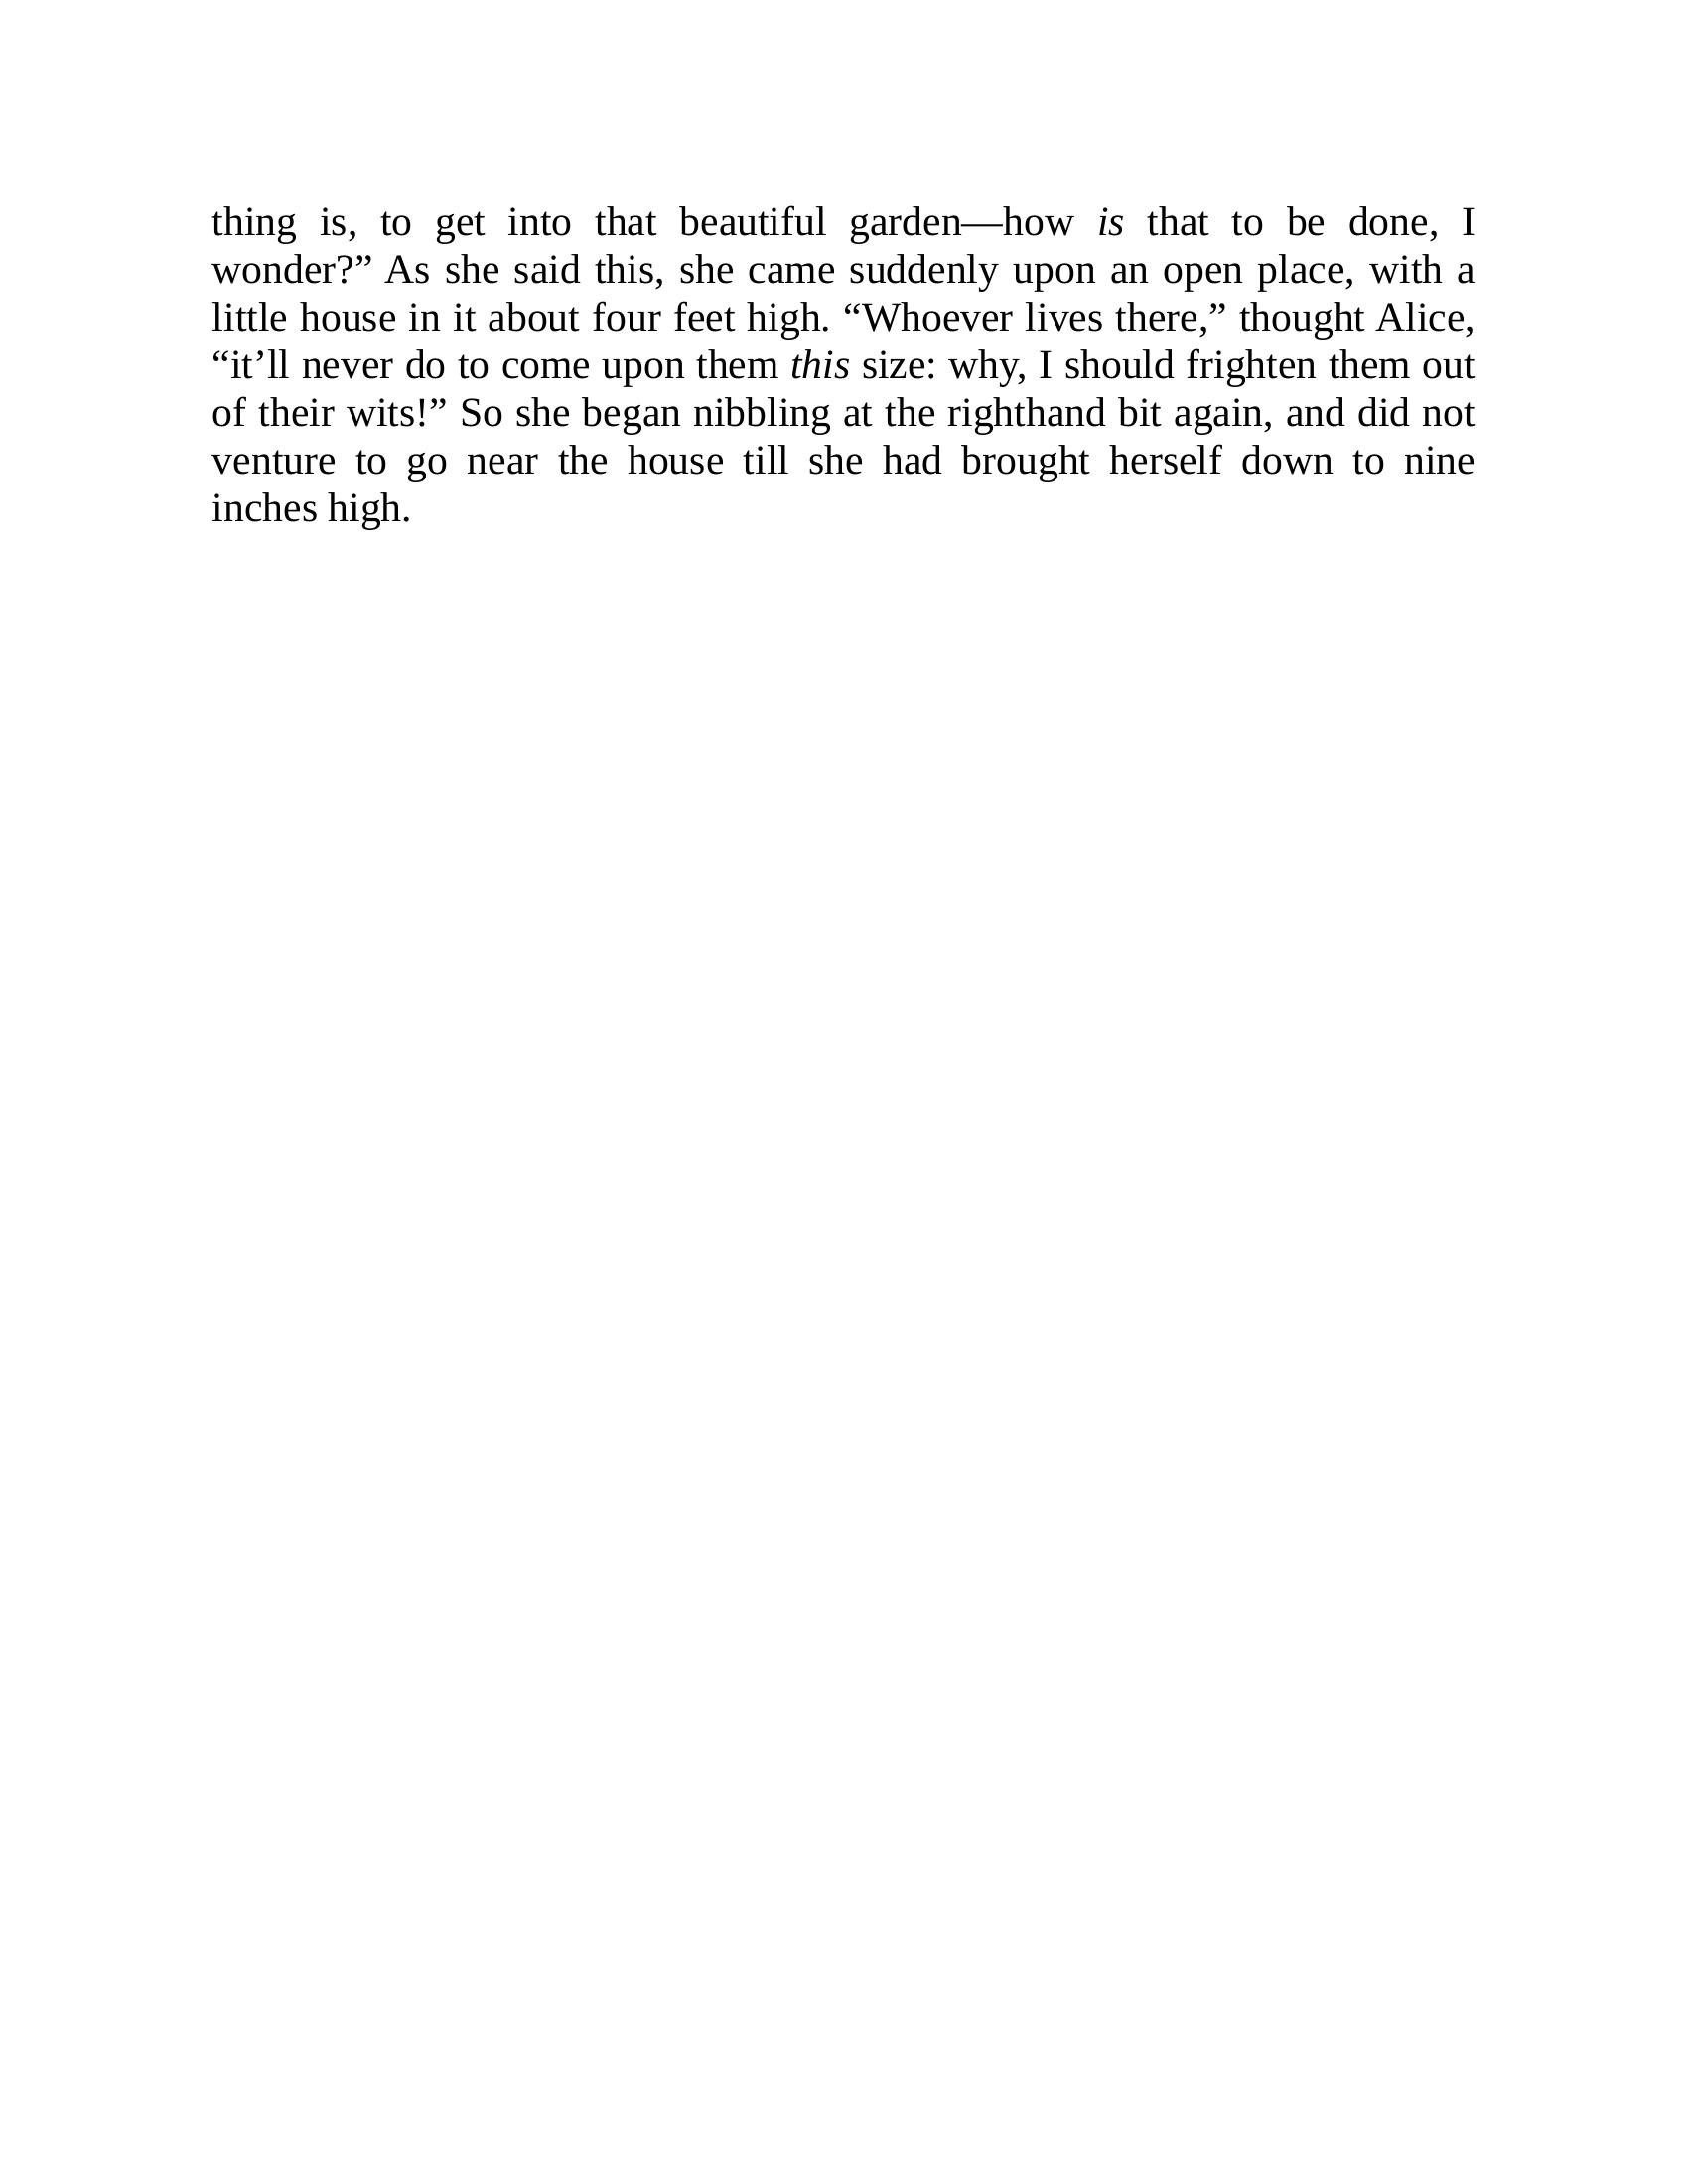 thing is, to get into that beautiful garden—how is that to be done, I
wonder?” As she said this, she came suddenly upon an open place, with a
little house in it about four feet high. “Whoever lives there,” thought Alice,
“it’ll never do to come upon them this size: why, I should frighten them out
of their wits!” So she began nibbling at the righthand bit again, and did not
venture to go near the house till she had brought herself down to nine
inches high.